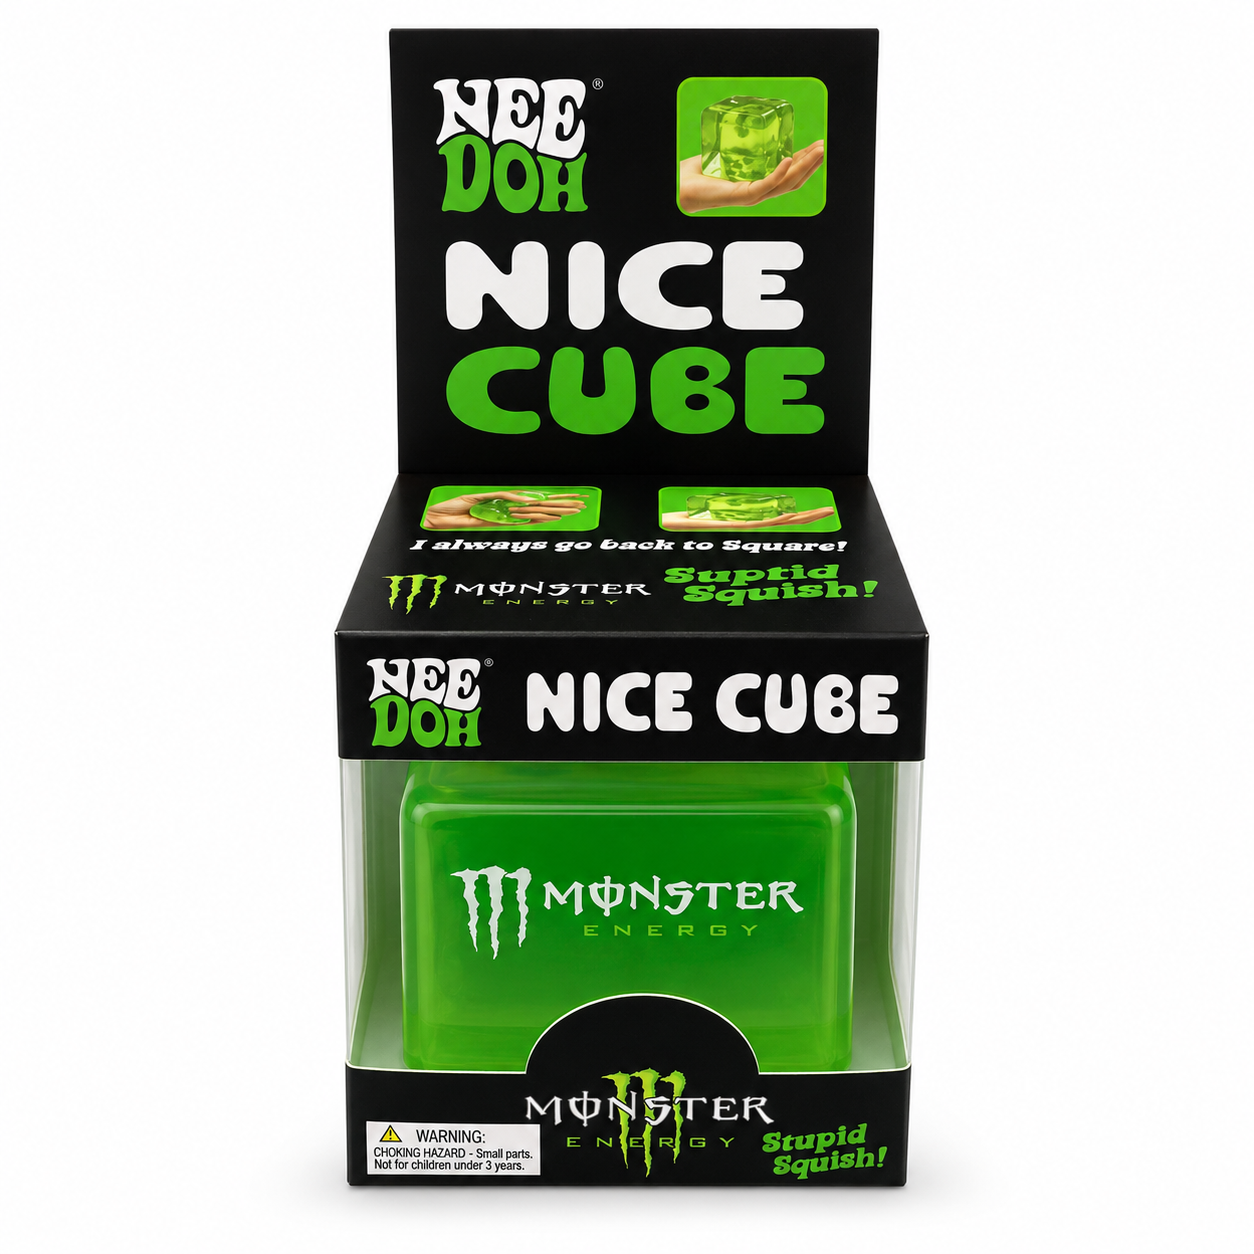 NEE ®
DOH
NICE
CUBE
I always go back to Square!
MONSTER
ENERGY
Suptid
Squish!
NEE ®
DOH
NICE CUBE
MONSTER
ENERGY
MONSTER
ENERGY
WARNING:
CHOKING HAZARD - Small parts.
Not for children under 3 years.
Stupid
Squish!